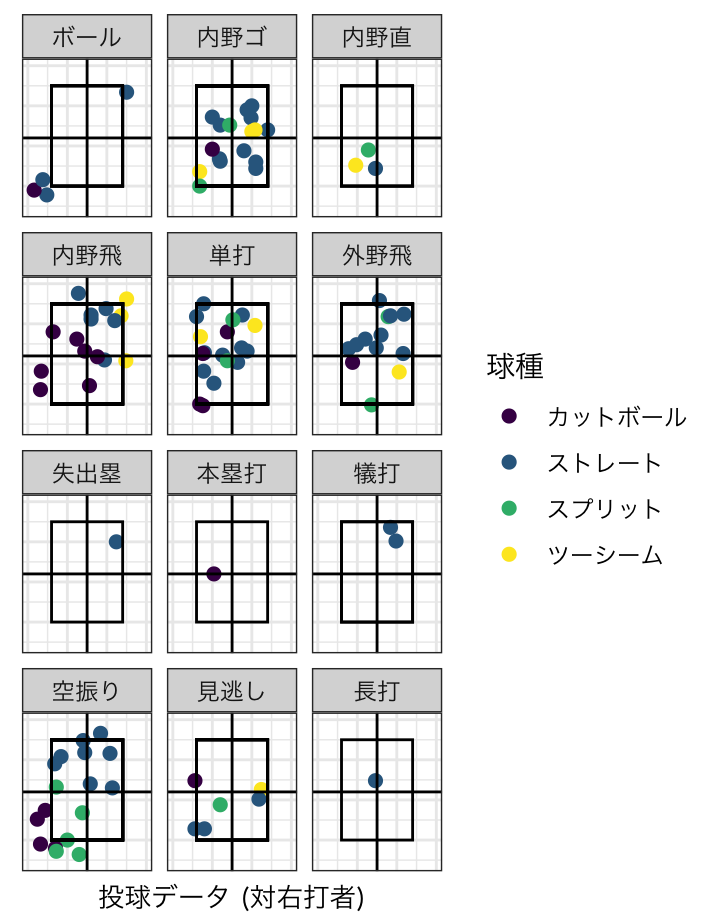 ボール 内野ゴ 内野直
内野飛 単打 外野飛
球種
カットボール
ストレート
スプリット
ツーシーム
失出塁 本塁打 犠打
空振り 見逃し 長打
投球データ (対右打者)